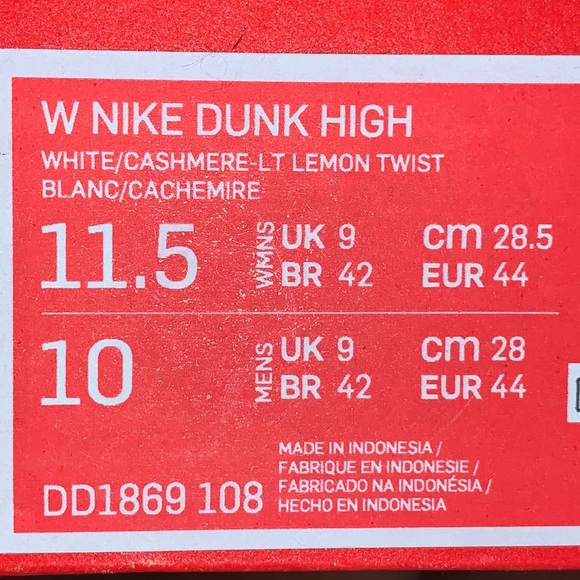 W NIKE DUNK HIGH
WHITE/CASHMERE-LT LEMON TWIST
BLANC/CACHEMIRE
11.5 WMNS UK 9 cm 28.5
BR 42 EUR 44
10 MENS UK 9 cm 28
BR 42 EUR 44
MADE IN INDONESIA /
FABRIQUE EN INDONESIE /
FABRICADO NA INDONÉSIA /
HECHO EN INDONESIA
DD1869 108